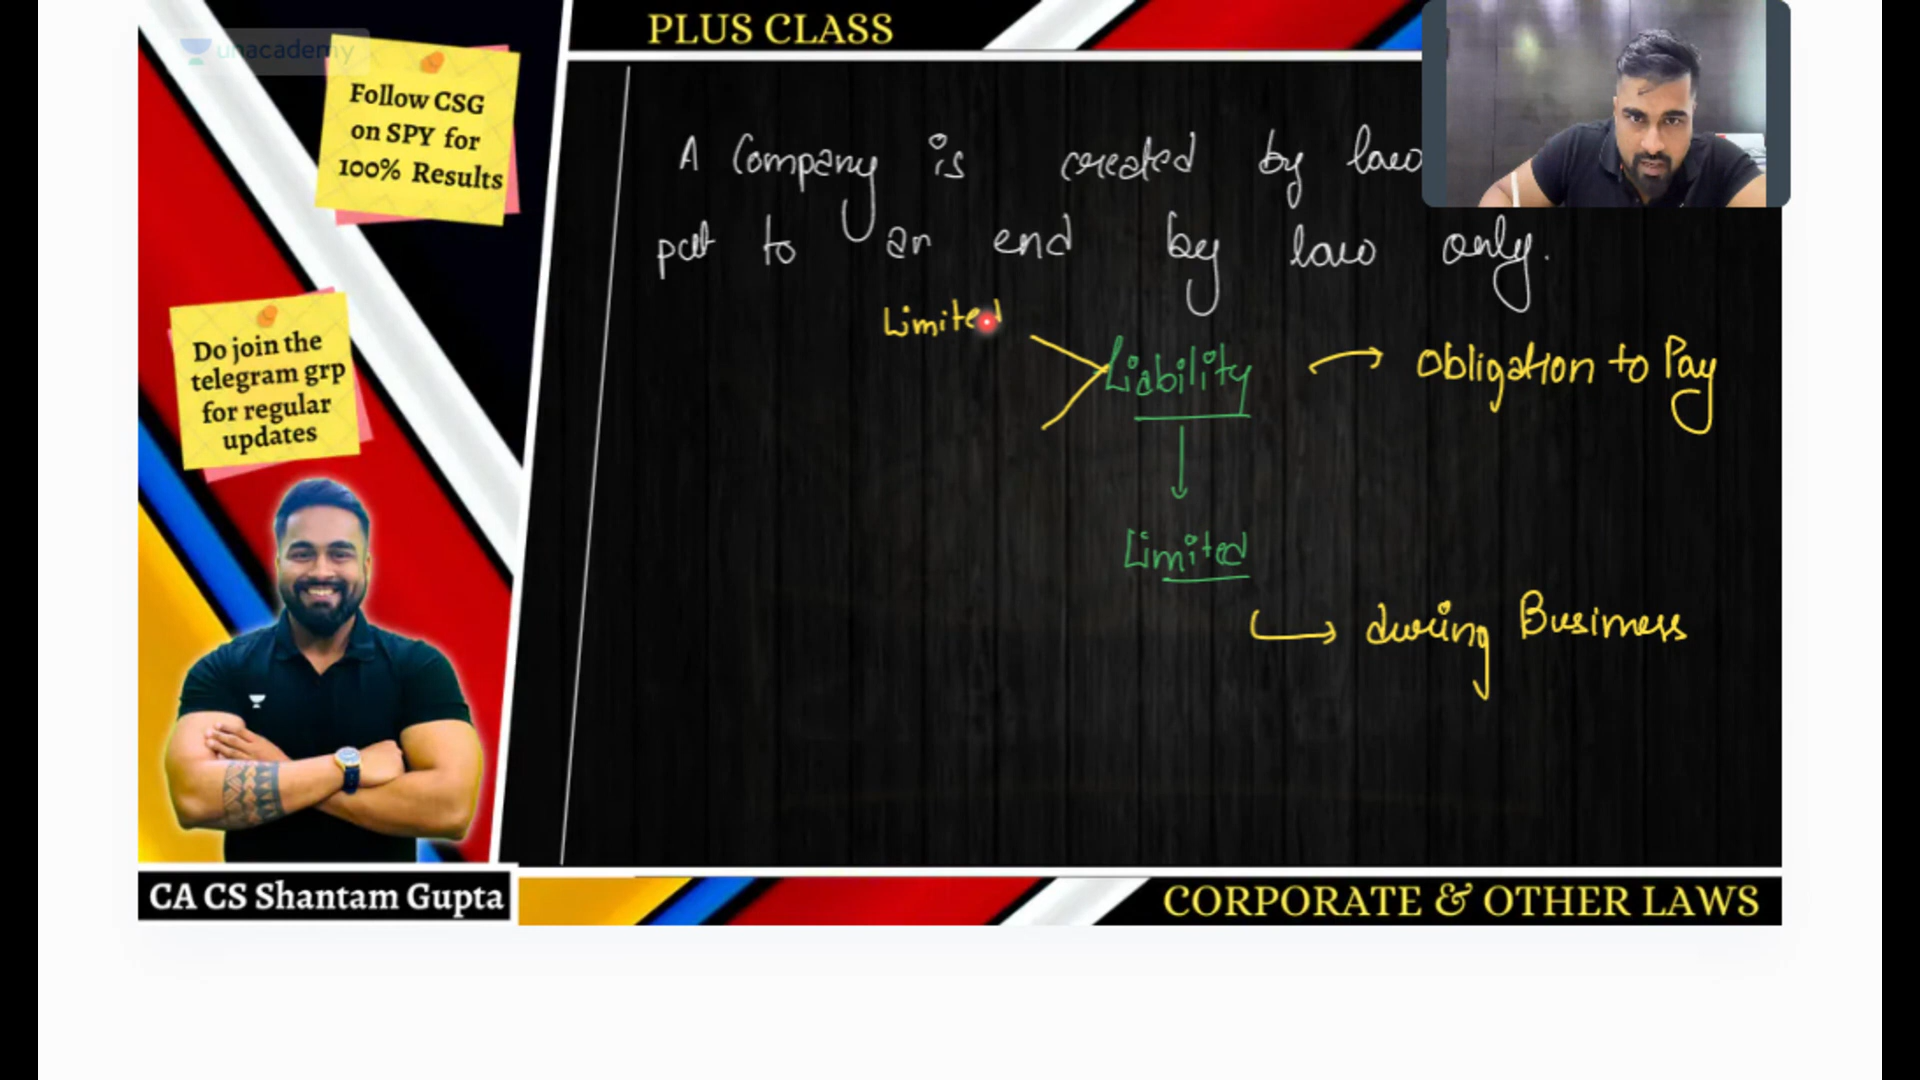 PLUS CLASS
unacademy
Follow CSG
on SPY for
100% Results
Do join the
telegram grp
for regular
updates
A Company is created by law
put to an end by law only.
Limited
Liability → Obligation to Pay
Limited
during Business
CA CS Shantam Gupta
CORPORATE & OTHER LAWS